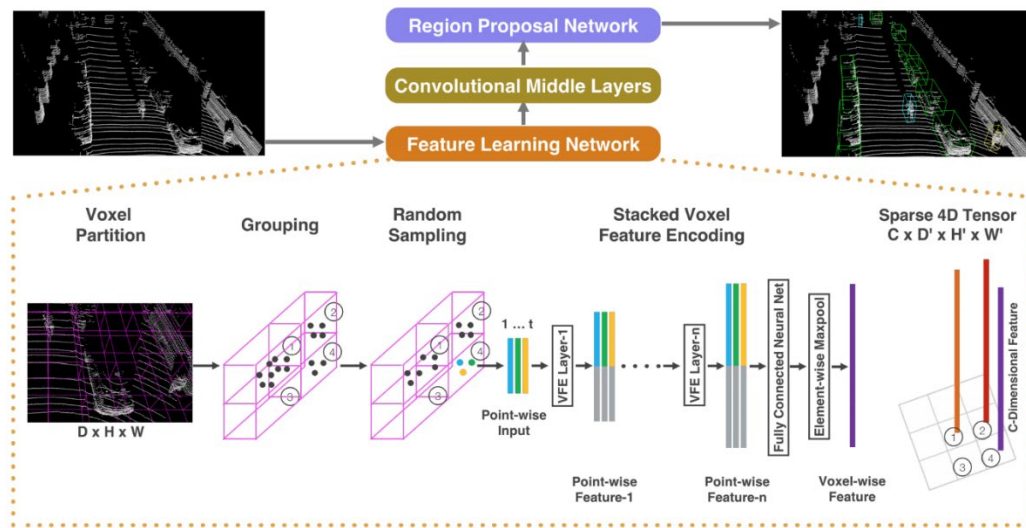 Region Proposal Network
Convolutional Middle Layers
Feature Learning Network
Voxel
Partition
Grouping
Random
Sampling
Stacked Voxel
Feature Encoding
Sparse 4D Tensor
C x D' x H' x W'
D x H x W
1
2
3
4
1
2
3
4
1 ... t
Point-wise
Input
VFE Layer-1
Point-wise
Feature-1
VFE Layer-n
Point-wise
Feature-n
Fully Connected Neural Net
Element-wise Maxpool
Voxel-wise
Feature
1
2
3
4
C-Dimensional Feature